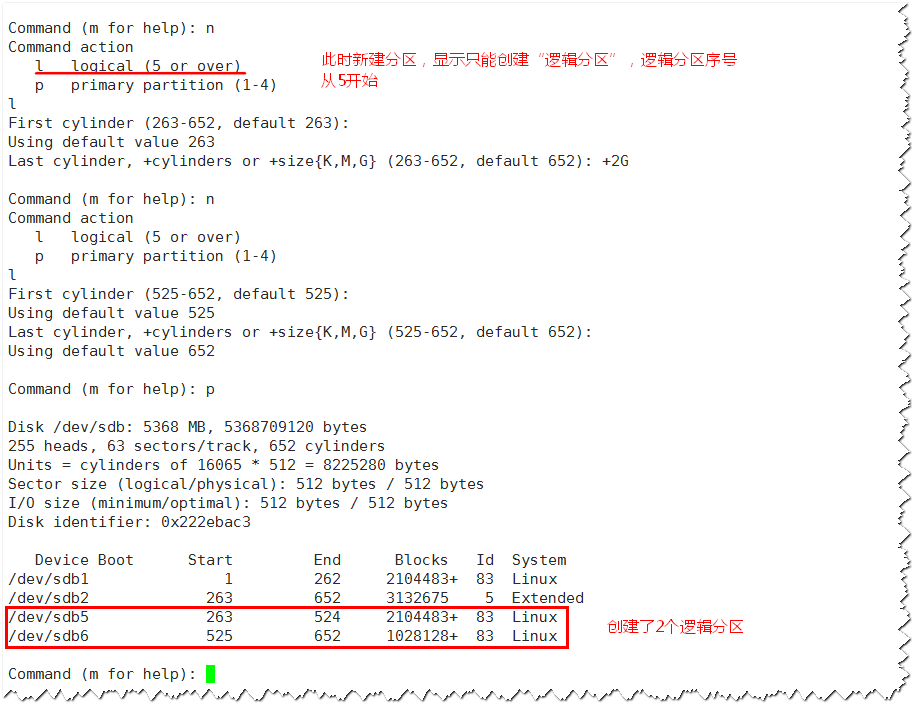 Command (m for help): n
Command action
   l   logical (5 or over)
   p   primary partition (1-4)
此时新建分区，显示只能创建“逻辑分区”，逻辑分区序号
从5开始
l
First cylinder (263-652, default 263):
Using default value 263
Last cylinder, +cylinders or +size{K,M,G} (263-652, default 652): +2G
Command (m for help): n
Command action
   l   logical (5 or over)
   p   primary partition (1-4)
l
First cylinder (525-652, default 525):
Using default value 525
Last cylinder, +cylinders or +size{K,M,G} (525-652, default 652):
Using default value 652
Command (m for help): p
Disk /dev/sdb: 5368 MB, 5368709120 bytes
255 heads, 63 sectors/track, 652 cylinders
Units = cylinders of 16065 * 512 = 8225280 bytes
Sector size (logical/physical): 512 bytes / 512 bytes
I/O size (minimum/optimal): 512 bytes / 512 bytes
Disk identifier: 0x222ebac3
   Device Boot      Start         End      Blocks   Id  System
/dev/sdb1               1         262     2104483+  83  Linux
/dev/sdb2             263         652     3132675    5  Extended
/dev/sdb5             263         524     2104483+  83  Linux
/dev/sdb6             525         652     1028128+  83  Linux
创建了2个逻辑分区
Command (m for help):